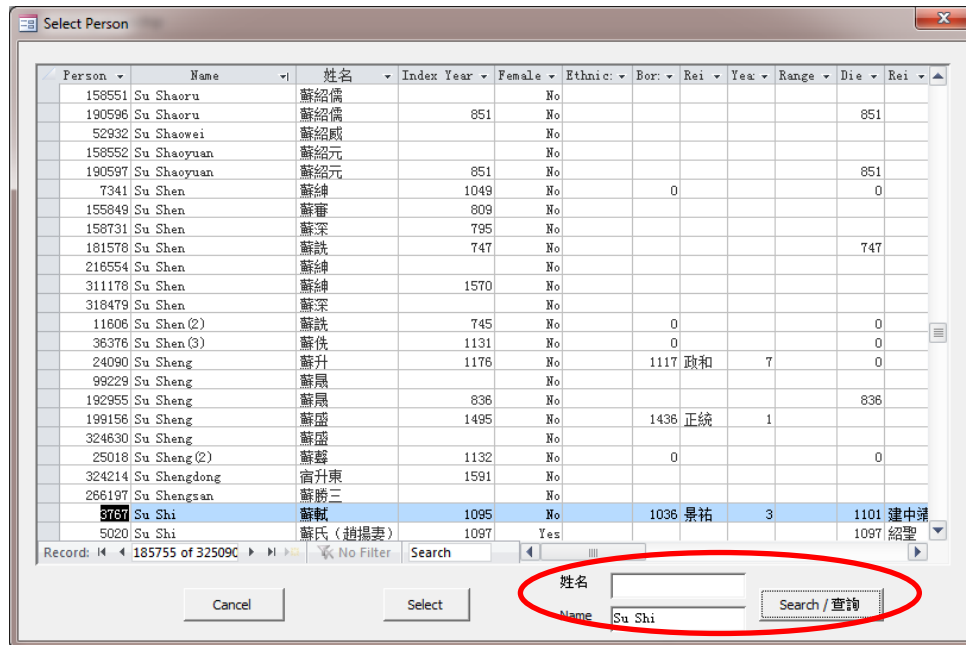 Select Person
Person Name 姓名 Index Year Female Ethnic: Bor: Rei Yea: Range Die Rei
158551 Su Shaoru 蘇紹儒 No
190596 Su Shaoru 蘇紹儒 851 No 851
52932 Su Shaowei 蘇紹威 No
158552 Su Shaoyuan 蘇紹元 No
190597 Su Shaoyuan 蘇紹元 851 No 851
7341 Su Shen 蘇紳 1049 No 0 0
155849 Su Shen 蘇審 809 No
158731 Su Shen 蘇深 795 No
181578 Su Shen 蘇詵 747 No 747
216554 Su Shen 蘇紳 No
311178 Su Shen 蘇紳 1570 No
318479 Su Shen 蘇深 No
11606 Su Shen(2) 蘇詵 745 No 0 0
36376 Su Shen(3) 蘇侁 1131 No 0 0
24090 Su Sheng 蘇升 1176 No 1117 政和 7 0
99229 Su Sheng 蘇晟 No
192955 Su Sheng 蘇晟 836 No 836
199156 Su Sheng 蘇盛 1495 No 1436 正統 1
324630 Su Sheng 蘇盛 No
25018 Su Sheng(2) 蘇聲 1132 No 0 0
324214 Su Shengdong 宿升東 1591 No
266197 Su Shengsan 蘇勝三 No
3767 Su Shi 蘇軾 1095 No 1036 景祐 3 1101 建中靖
5020 Su Shi 蘇氏（趙揚妻） 1097 Yes 1097 紹聖
Record: 185755 of 325090 No Filter Search
姓名
Cancel Select Search / 查詢
Name Su Shi